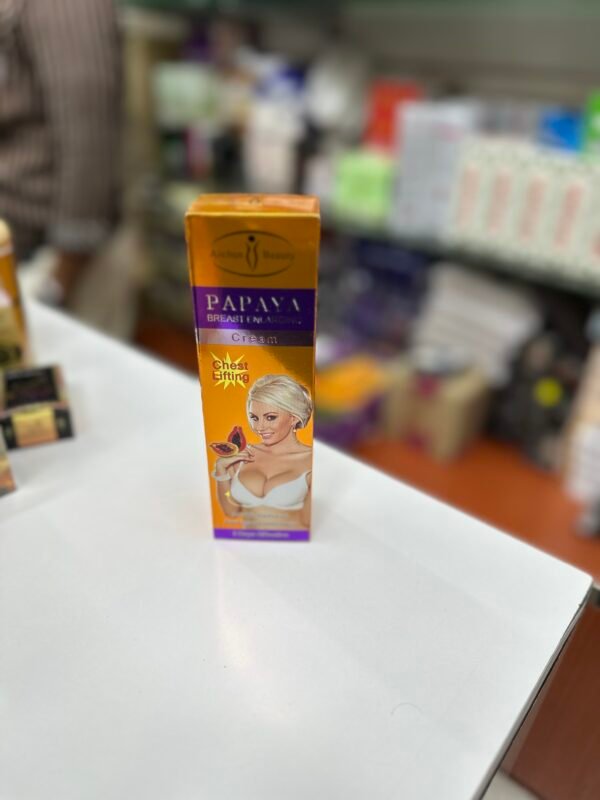 Aichun Beauty
PAPAYA
BREAST ENLARGING
Cream
Chest
Lifting